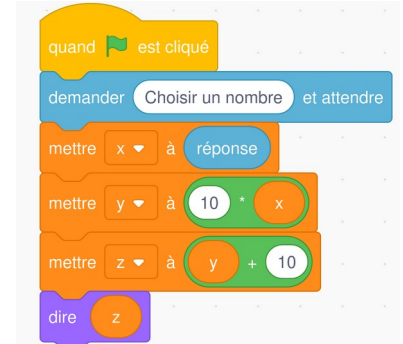 quand est cliqué
demander Choisir un nombre et attendre
mettre x à réponse
mettre y à 10 * x
mettre z à y + 10
dire z